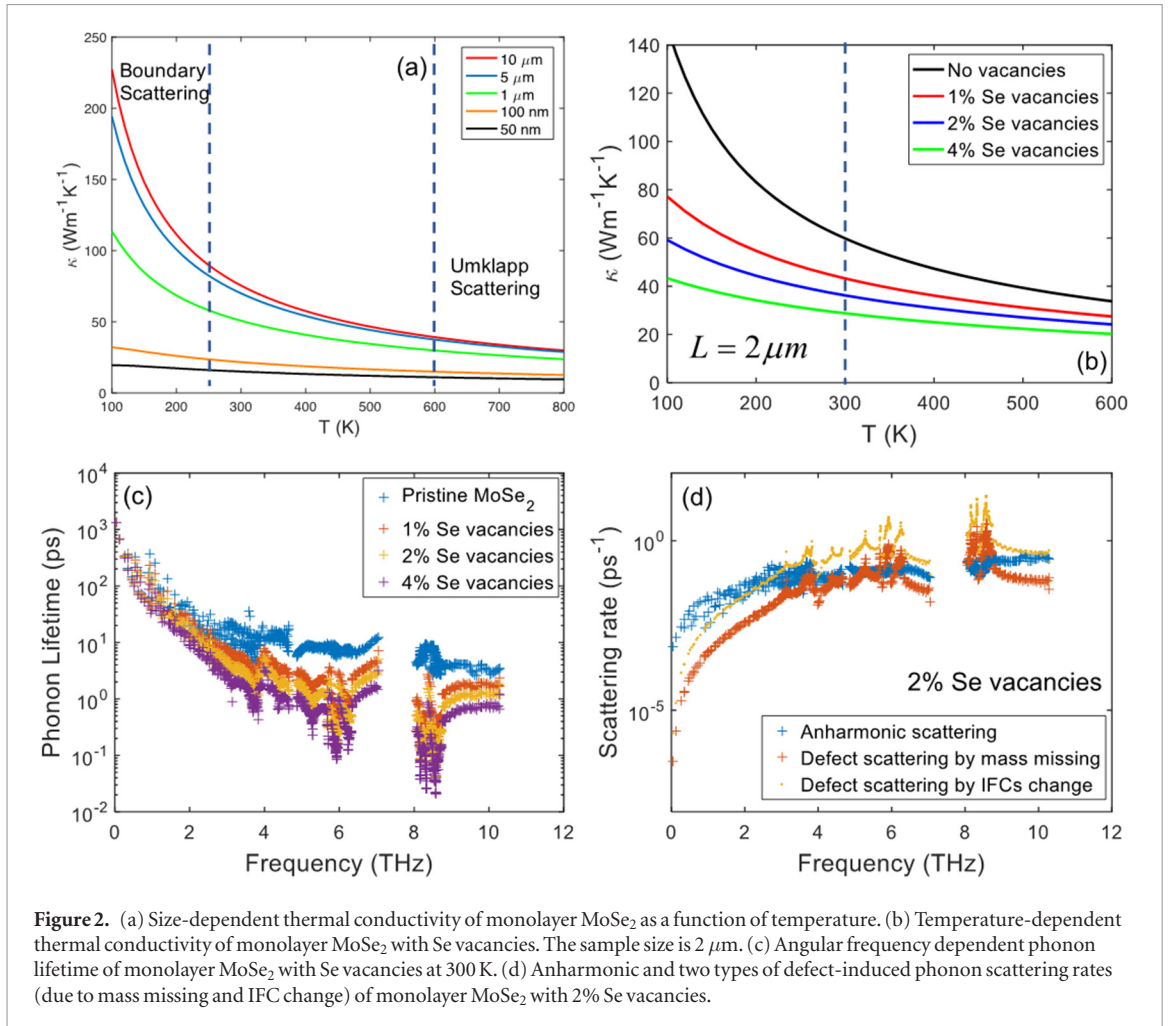 250
200
150
100
50
0
κ (Wm⁻¹K⁻¹)
Boundary
Scattering
(a)
10 μm
5 μm
1 μm
100 nm
50 nm
Umklapp
Scattering
100 200 300 400 500 600 700 800
T (K)
140
120
100
80
60
40
20
0
κ (Wm⁻¹K⁻¹)
No vacancies
1% Se vacancies
2% Se vacancies
4% Se vacancies
L = 2μm
(b)
100 200 300 400 500 600
T (K)
10⁴
10³
10²
10¹
10⁰
10⁻¹
10⁻²
Phonon Lifetime (ps)
(c)
Pristine MoSe₂
1% Se vacancies
2% Se vacancies
4% Se vacancies
0 2 4 6 8 10 12
Frequency (THz)
10⁰
10⁻⁵
Scattering rate (ps⁻¹)
(d)
2% Se vacancies
Anharmonic scattering
Defect scattering by mass missing
Defect scattering by IFCs change
0 2 4 6 8 10 12
Frequency (THz)
Figure 2. (a) Size-dependent thermal conductivity of monolayer MoSe₂ as a function of temperature. (b) Temperature-dependent
thermal conductivity of monolayer MoSe₂ with Se vacancies. The sample size is 2 μm. (c) Angular frequency dependent phonon
lifetime of monolayer MoSe₂ with Se vacancies at 300 K. (d) Anharmonic and two types of defect-induced phonon scattering rates
(due to mass missing and IFC change) of monolayer MoSe₂ with 2% Se vacancies.